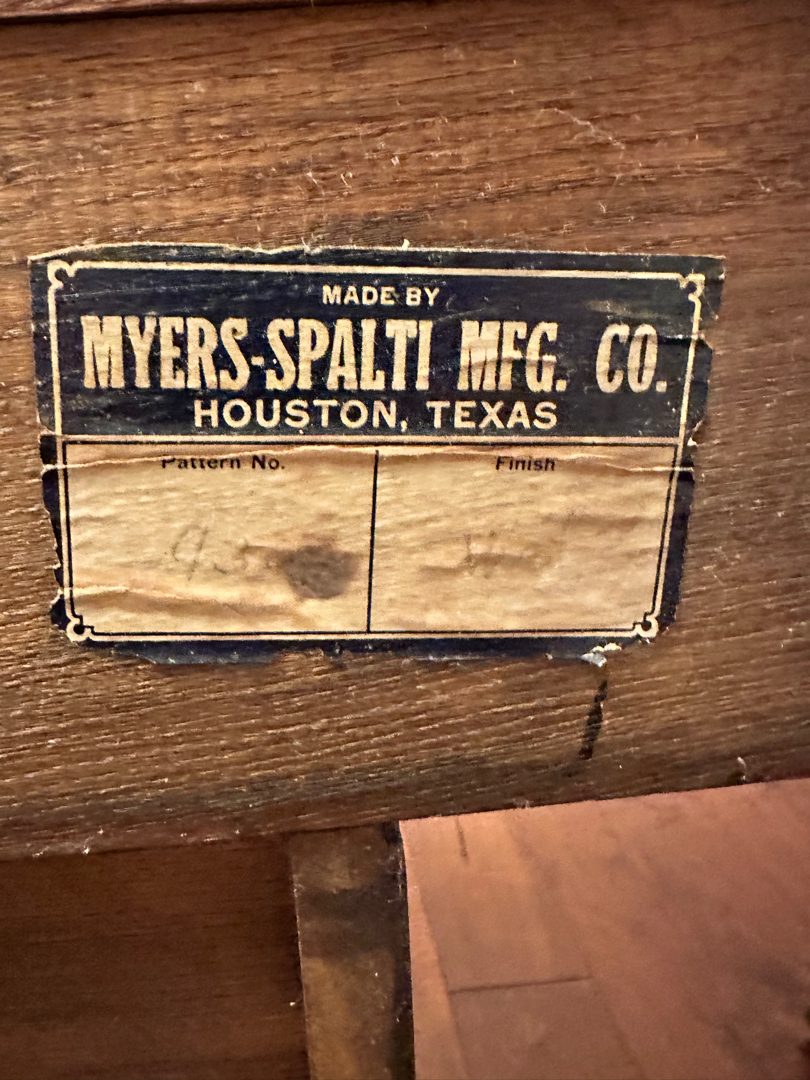 MADE BY
MYERS-SPALTI MFG. CO.
HOUSTON, TEXAS
Pattern No.
Finish